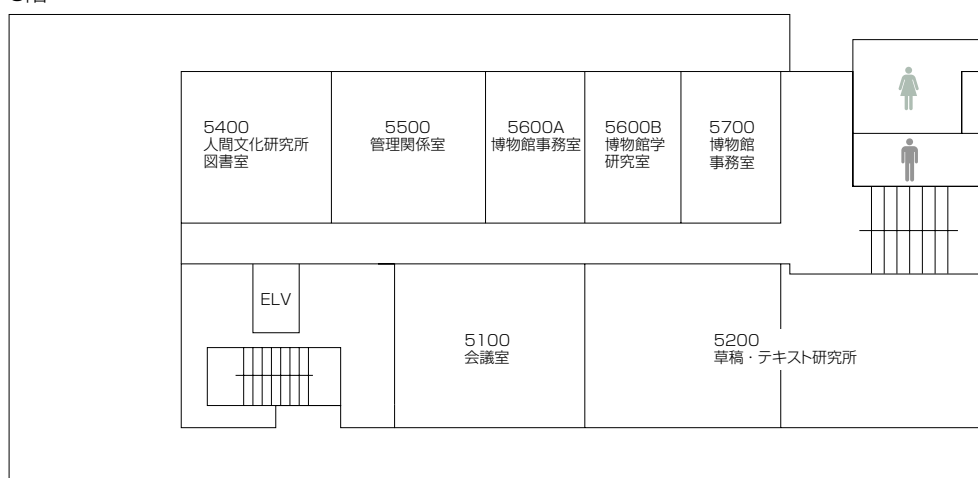 5400
人間文化研究所
図書室
5500
管理関係室
5600A
博物館事務室
5600B
博物館学
研究室
5700
博物館
事務室
ELV
5100
会議室
5200
草稿・テキスト研究所